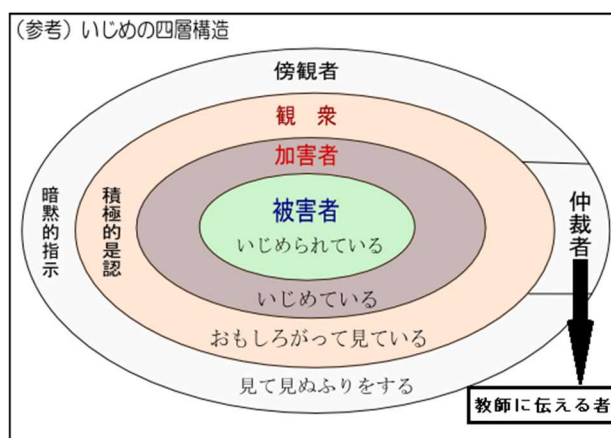 (参考) いじめの四層構造
傍観者
観 衆
加害者
被害者
いじめられている
いじめている
おもしろがって見ている
見て見ぬふりをする
暗黙的指示
積極的是認
仲裁者
教師に伝える者